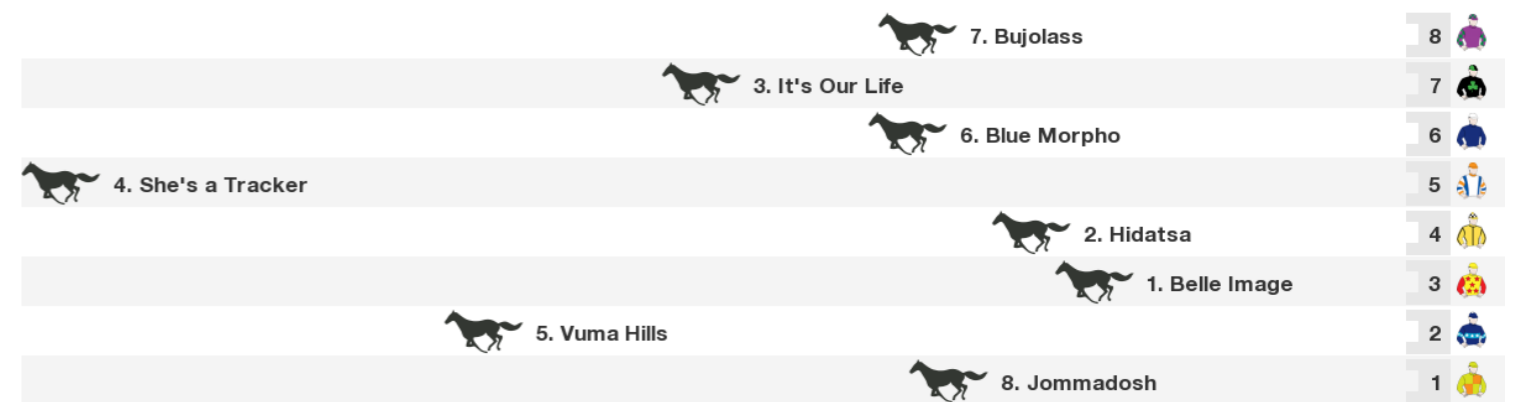 7. Bujolass 8
3. It's Our Life 7
6. Blue Morpho 6
4. She's a Tracker 5
2. Hidatsa 4
1. Belle Image 3
5. Vuma Hills 2
8. Jommadosh 1